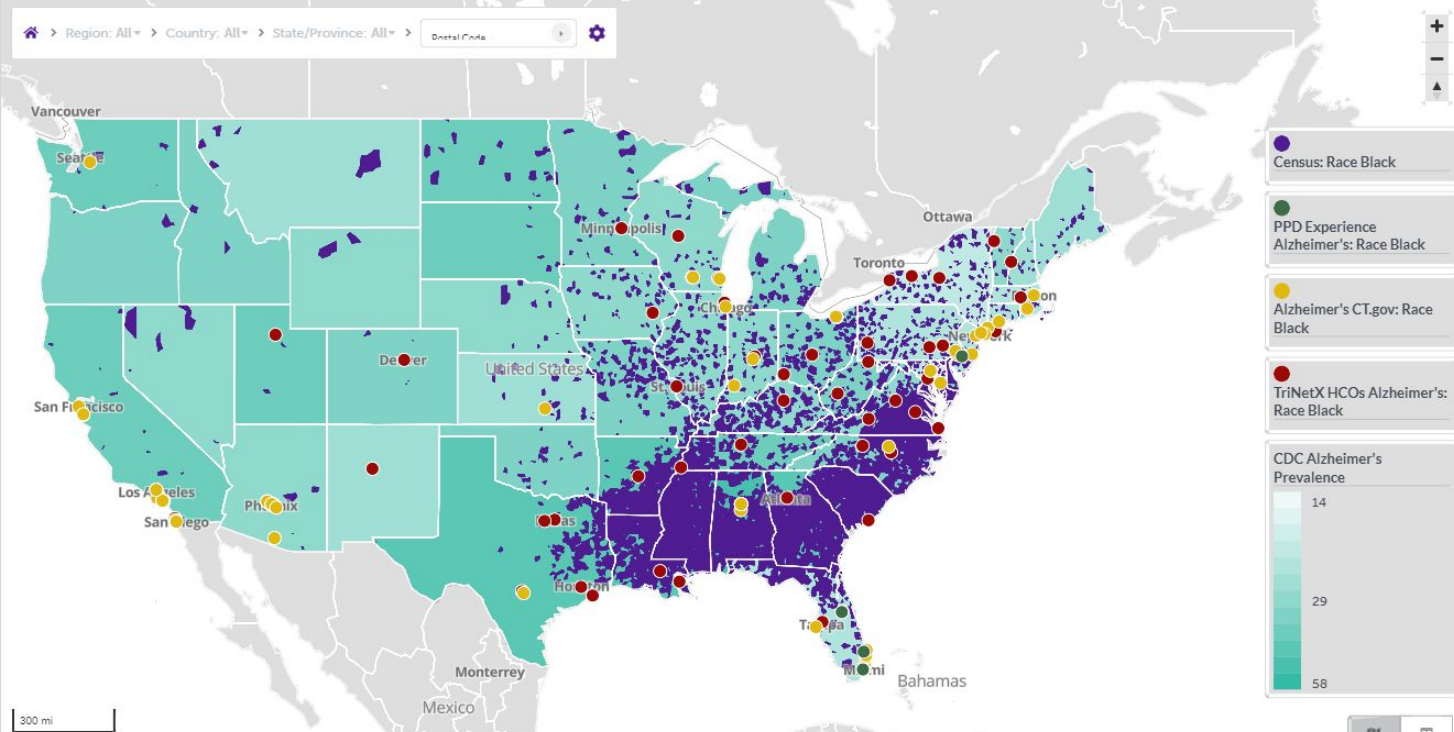 Region: All
Country: All
State/Province: All
Postal Code
Vancouver
Ottawa
Toronto
Minneapolis
Chicago
New York
Denver
United States
St. Louis
San Francisco
Los Angeles
San Diego
Phoenix
Atlanta
Dallas
Houston
Tampa
Miami
Monterrey
Bahamas
Mexico
300 mi
Census: Race Black
PPD Experience
Alzheimer's: Race Black
Alzheimer's CT.gov: Race
Black
TriNetX HCOs Alzheimer's:
Race Black
CDC Alzheimer's
Prevalence
14
29
58